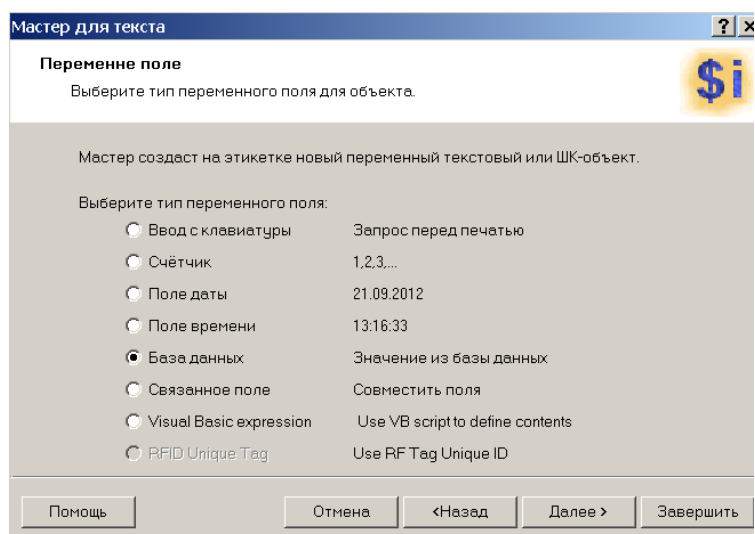 Мастер для текста
Переменне поле
Выберите тип переменного поля для объекта.
$i
Мастер создаст на этикетке новый переменный текстовый или ШК-объект.
Выберите тип переменного поля:
Ввод с клавиатуры Запрос перед печатью
Счётчик 1,2,3,...
Поле даты 21.09.2012
Поле времени 13:16:33
База данных Значение из базы данных
Связанное поле Совместить поля
Visual Basic expression Use VB script to define contents
RFID Unique Tag Use RF Tag Unique ID
Помощь Отмена <Назад Далее > Завершить